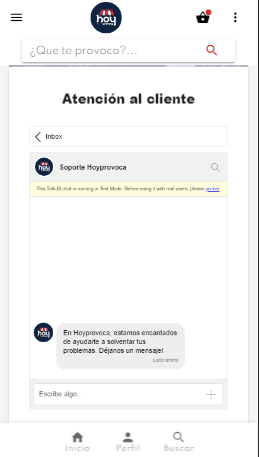 hoy
¿Que te provoca?...
Atención al cliente
Inbox
Soporte Hoyprovoca
This TalkJS chat is running in Test Mode. Before using it with real users, please go live
En Hoyprovoca, estamos encantados
de ayudarte a solventar tus
problemas. Déjanos un mensaje!
justo ahora
Escribe algo...
Inicio
Perfil
Buscar